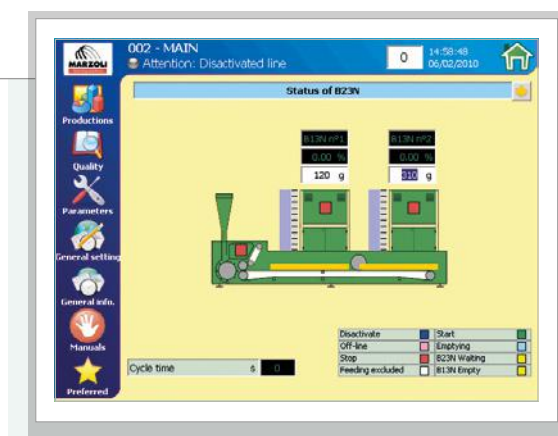 MARZOLI
002 - MAIN
Attention: Disactivated line
0
14:58:48
06/02/2010
Status of B23N
Productions
Quality
Parameters
General setting
General info.
Manuals
Preferred
B13N nº1
B13N nº2
0.00 %
0.00 %
120 g
310 g
Cycle time s 0
Disactivate
Start
Off-line
Emptying
Stop
B23N Waiting
Feeding excluded
B13N Empty